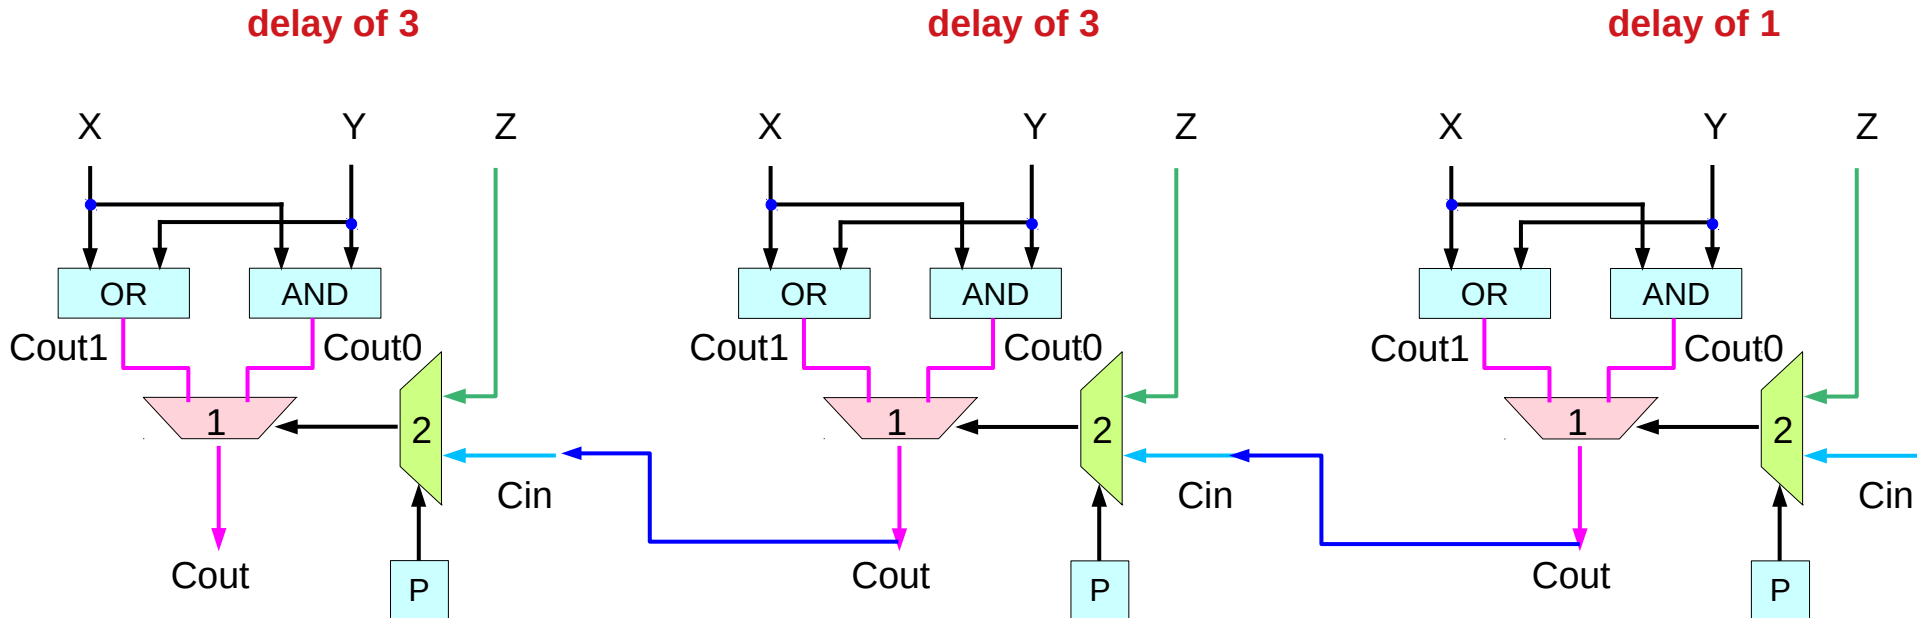 delay of 3 delay of 3 delay of 1
X Y Z X Y Z X Y Z
OR AND OR AND OR AND
Cout1 Cout0 Cout1 Cout0 Cout1 Cout0
1 2 1 2 1 2
Cin Cin Cin
Cout Cout Cout
P P P